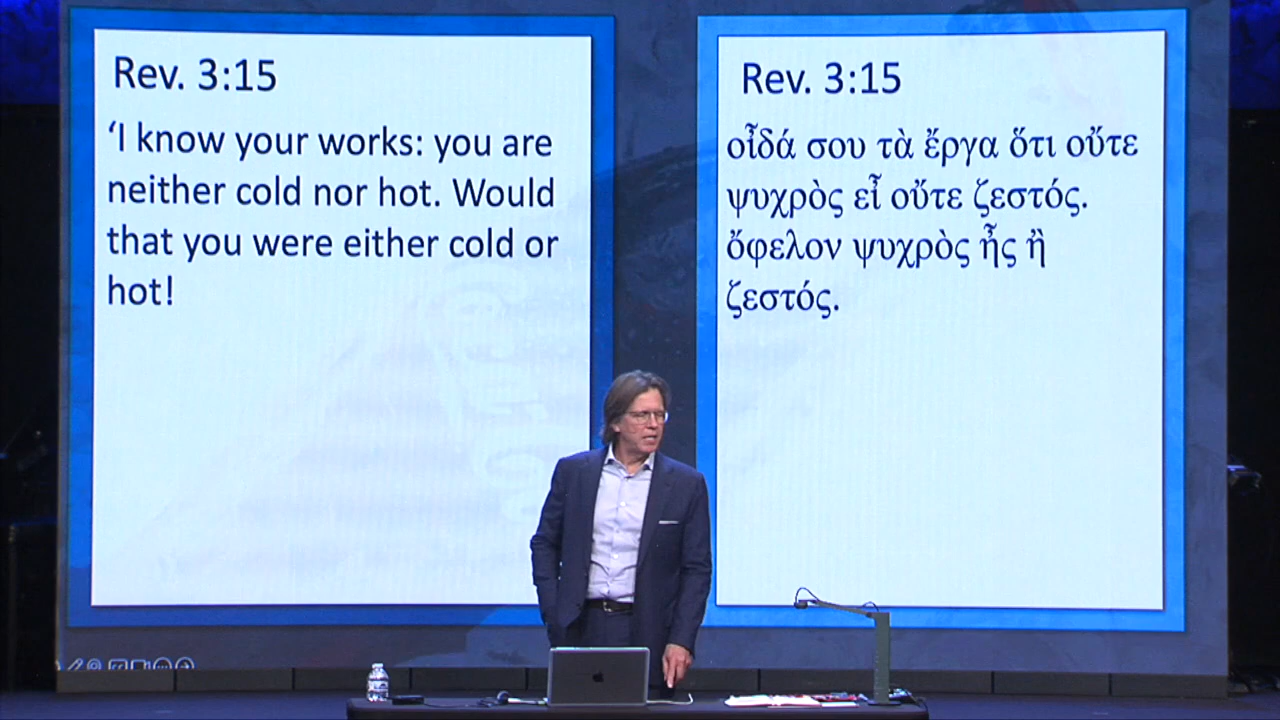 Rev. 3:15
‘I know your works: you are
neither cold nor hot. Would
that you were either cold or
hot!
Rev. 3:15
οἶδά σου τὰ ἔργα ὅτι οὔτε
ψυχρὸς εἶ οὔτε ζεστός.
ὄφελον ψυχρὸς ἦς ἢ
ζεστός.